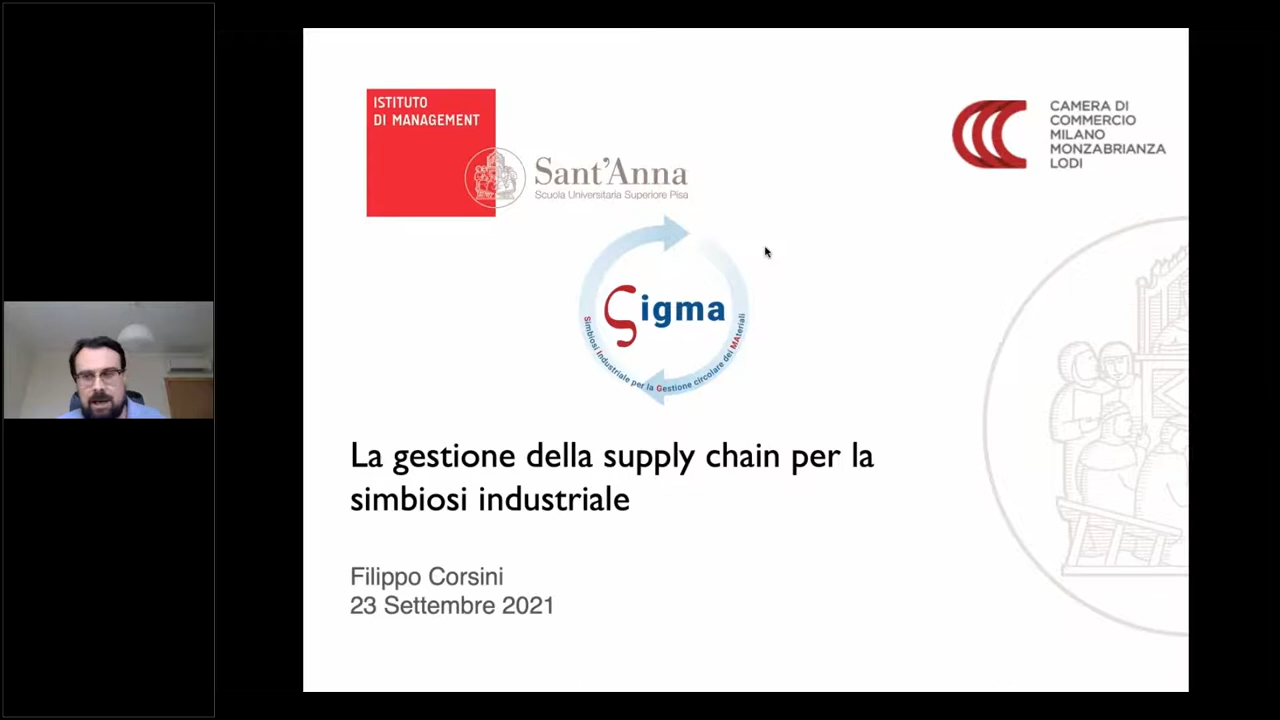 ISTITUTO
DI MANAGEMENT
Sant'Anna
Scuola Universitaria Superiore Pisa
CAMERA DI
COMMERCIO
MILANO
MONZABRIANZA
LODI
Sigma
Simbiosi Industriale per la Gestione circolare dei MAteriali
La gestione della supply chain per la
simbiosi industriale
Filippo Corsini
23 Settembre 2021